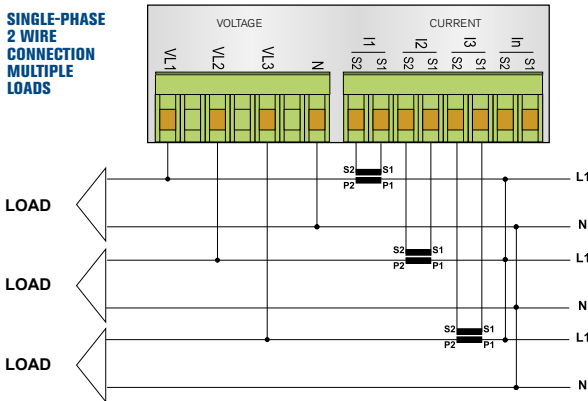 SINGLE-PHASE
2 WIRE
CONNECTION
MULTIPLE
LOADS
VOLTAGE
CURRENT
VL1 VL2 VL3 N
I1 I2 I3 In
S2 S1 S2 S1 S2 S1 S2 S1
S2 S1
P2 P1
L1
LOAD
N
S2 S1
P2 P1
L1
LOAD
N
S2 S1
P2 P1
L1
LOAD
N